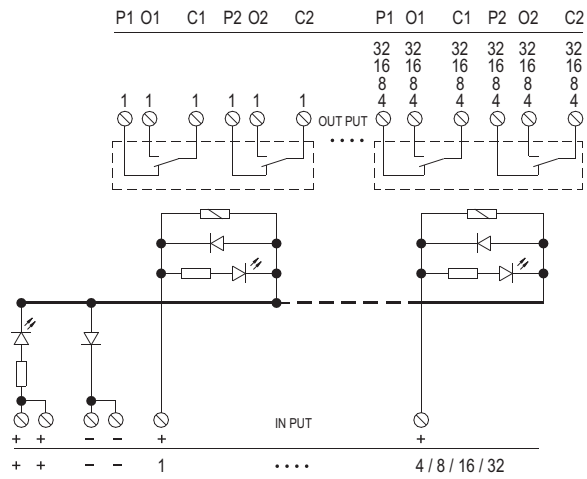 P1 O1 C1 P2 O2 C2 P1 O1 C1 P2 O2 C2
32 32 32 32 32 32
16 16 16 16 16 16
8 8 8 8 8 8
1 1 1 1 1 1 4 4 4 4 4 4
OUT PUT
• • • •
IN PUT
+ + − − + +
+ + − − 1 • • • • 4 / 8 / 16 / 32